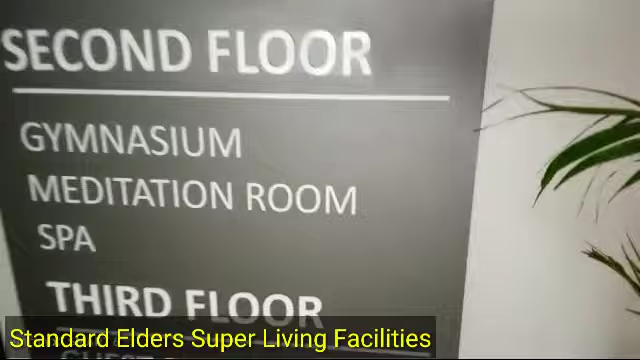 SECOND FLOOR
GYMNASIUM
MEDITATION ROOM
SPA
THIRD FLOOR
Standard Elders Super Living Facilities